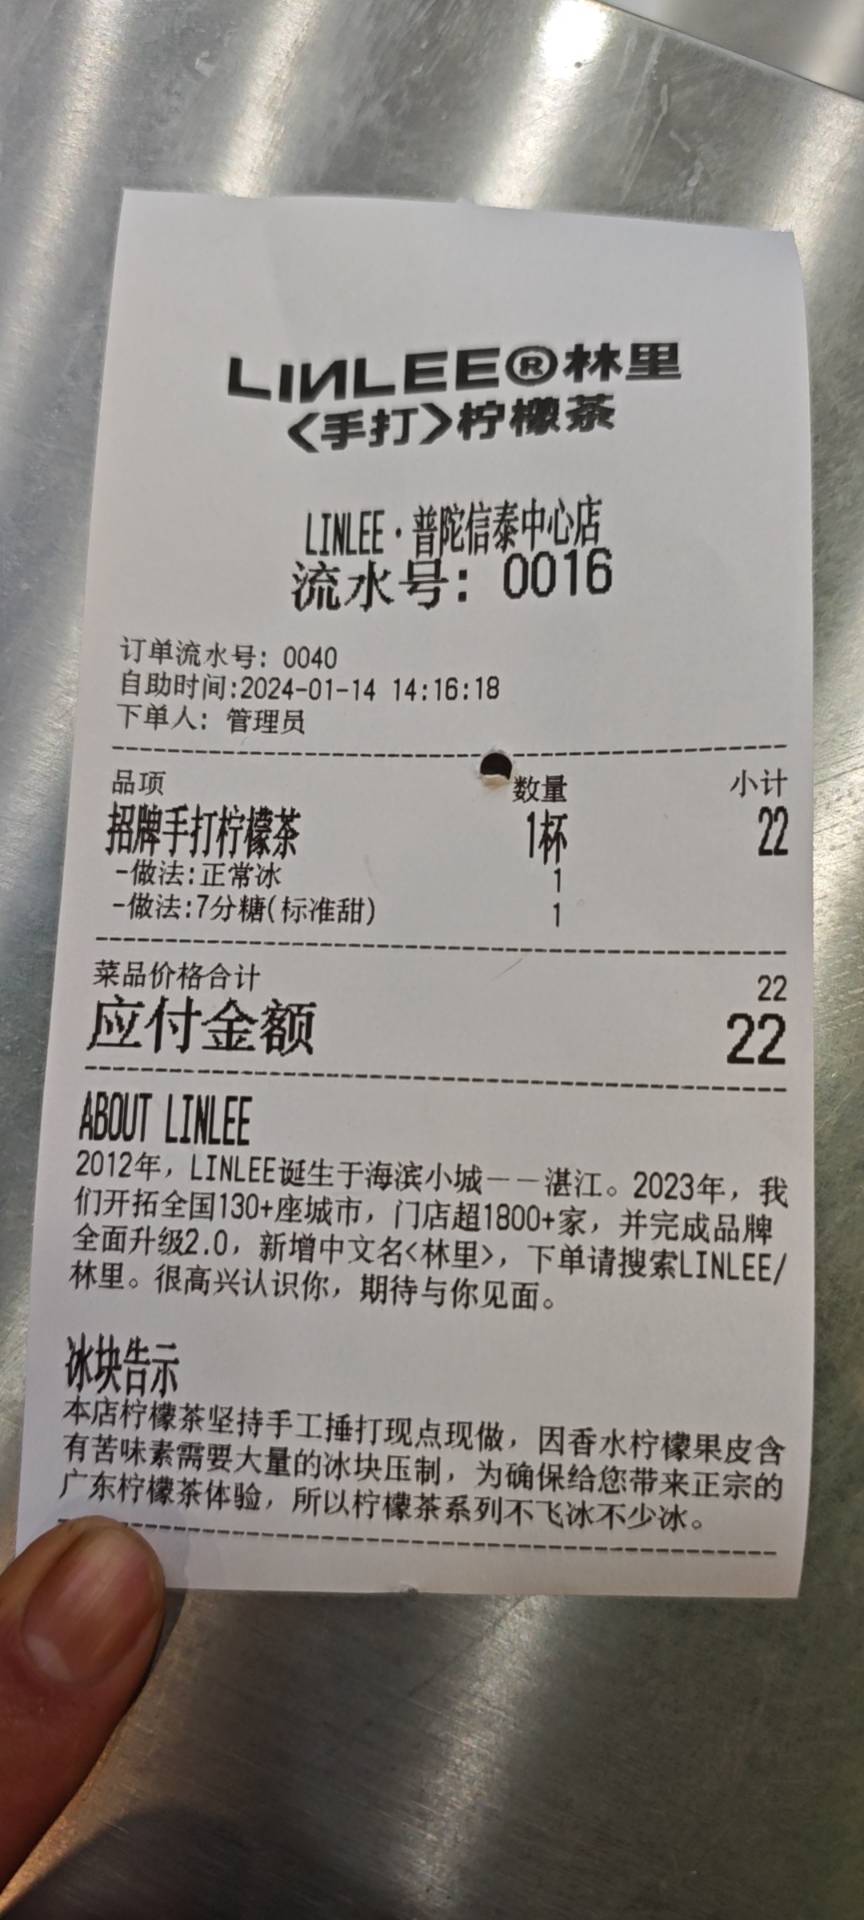 LINLEE®林里
<手打>柠檬茶
LINLEE·普陀信泰中心店
流水号: 0016
订单流水号: 0040
自助时间:2024-01-14 14:16:18
下单人: 管理员
品项 数量 小计
招牌手打柠檬茶 1杯 22
-做法:正常冰 1
-做法:7分糖(标准甜) 1
菜品价格合计 22
应付金额 22
ABOUT LINLEE
2012年，LINLEE诞生于海滨小城——湛江。2023年，我
们开拓全国130+座城市，门店超1800+家，并完成品牌
全面升级2.0，新增中文名<林里>，下单请搜索LINLEE/
林里。很高兴认识你，期待与你见面。
冰块告示
本店柠檬茶坚持手工捶打现点现做，因香水柠檬果皮含
有苦味素需要大量的冰块压制，为确保给您带来正宗的
广东柠檬茶体验，所以柠檬茶系列不飞冰不少冰。